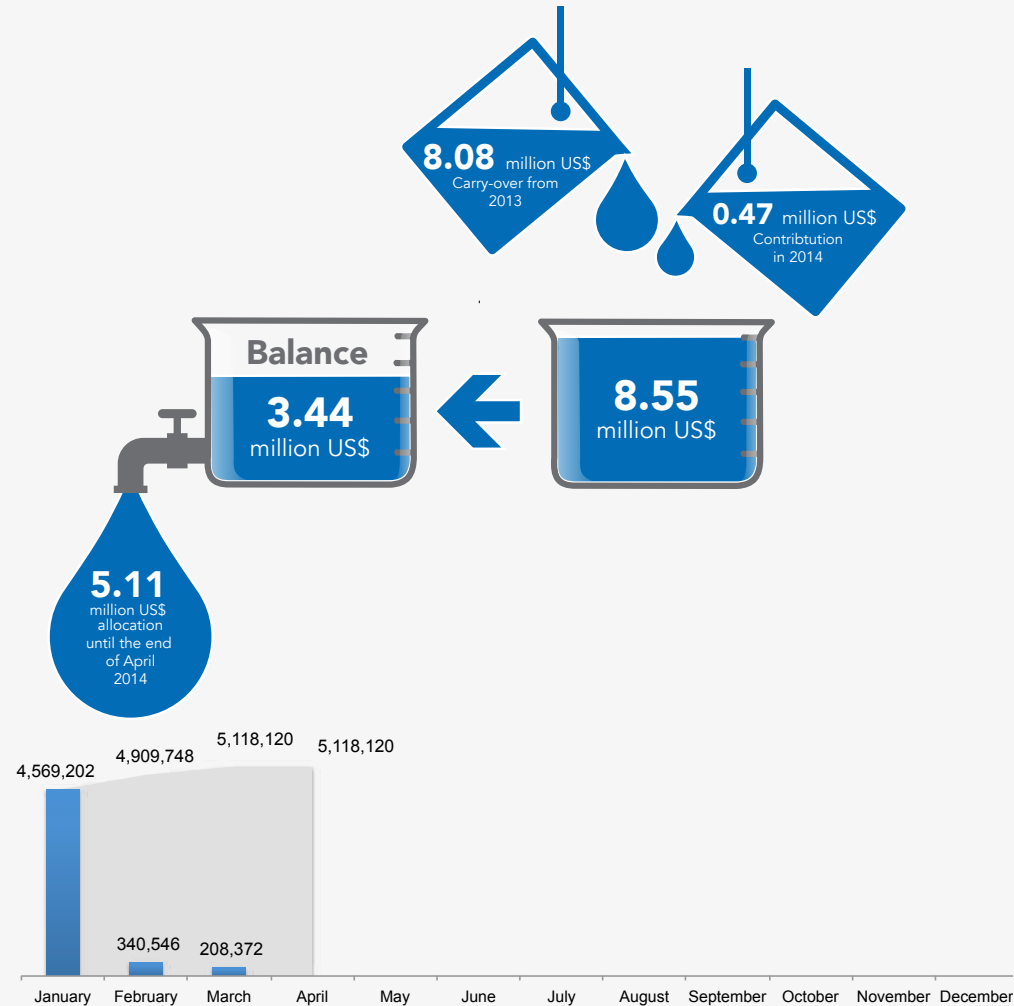 8.08 million US$
Carry-over from
2013
0.47 million US$
Contribtution
in 2014
Balance
3.44
million US$
8.55
million US$
5.11
million US$
allocation
until the end
of April
2014
4,569,202
4,909,748
5,118,120
5,118,120
340,546
208,372
January February March April May June July August September October November December